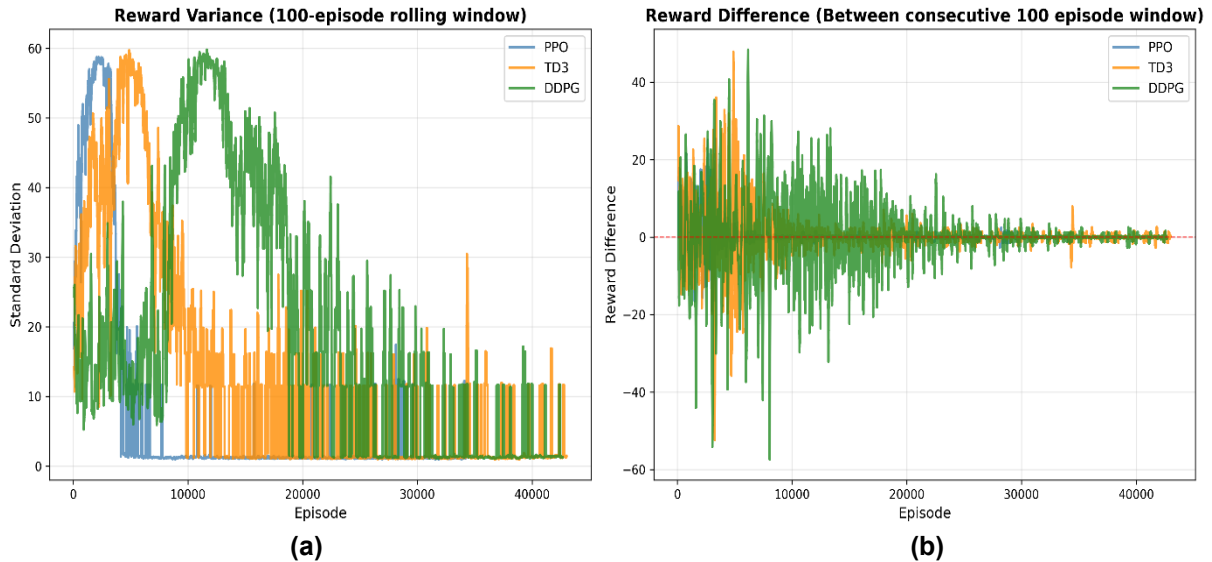 Reward Variance (100-episode rolling window)
60
50
40
30
20
10
0
Standard Deviation
PPO
TD3
DDPG
0
10000
20000
30000
40000
Episode
(a)
Reward Difference (Between consecutive 100 episode window)
40
20
0
−20
−40
−60
Reward Difference
PPO
TD3
DDPG
0
10000
20000
30000
40000
Episode
(b)